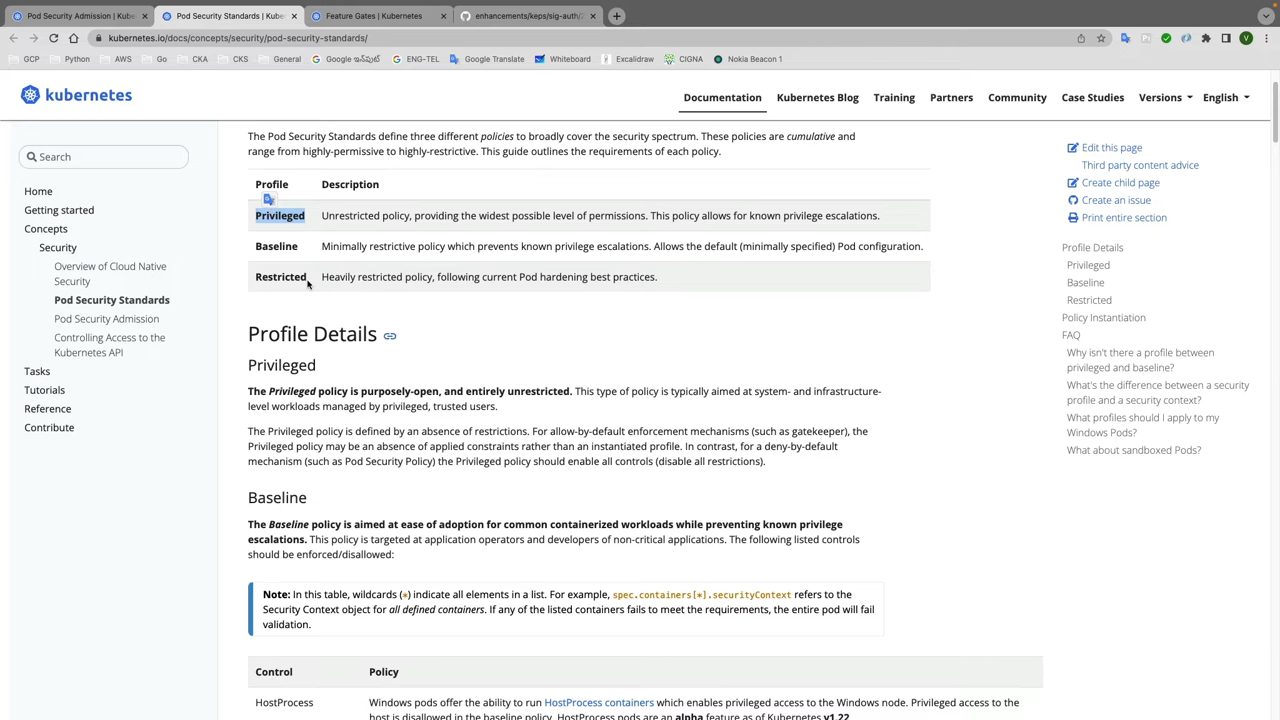 Pod Security Admission | Kube
Pod Security Standards | Kube
Feature Gates | Kubernetes
enhancements/keps/sig-auth/2
kubernetes.io/docs/concepts/security/pod-security-standards/
V
GCP
Python
AWS
Go
CKA
CKS
General
Google ఇన్‌పుట్
ENG-TEL
Google Translate
Whiteboard
Excalidraw
CIGNA
Nokia Beacon 1
kubernetes
Documentation
Kubernetes Blog
Training
Partners
Community
Case Studies
Versions
English
Search
Home
Getting started
Concepts
Security
Overview of Cloud Native
Security
Pod Security Standards
Pod Security Admission
Controlling Access to the
Kubernetes API
Tasks
Tutorials
Reference
Contribute
The Pod Security Standards define three different policies to broadly cover the security spectrum. These policies are cumulative and
range from highly-permissive to highly-restrictive. This guide outlines the requirements of each policy.
Profile Description
Privileged Unrestricted policy, providing the widest possible level of permissions. This policy allows for known privilege escalations.
Baseline Minimally restrictive policy which prevents known privilege escalations. Allows the default (minimally specified) Pod configuration.
Restricted Heavily restricted policy, following current Pod hardening best practices.
Profile Details
Privileged
The Privileged policy is purposely-open, and entirely unrestricted. This type of policy is typically aimed at system- and infrastructure-
level workloads managed by privileged, trusted users.
The Privileged policy is defined by an absence of restrictions. For allow-by-default enforcement mechanisms (such as gatekeeper), the
Privileged policy may be an absence of applied constraints rather than an instantiated profile. In contrast, for a deny-by-default
mechanism (such as Pod Security Policy) the Privileged policy should enable all controls (disable all restrictions).
Baseline
The Baseline policy is aimed at ease of adoption for common containerized workloads while preventing known privilege
escalations. This policy is targeted at application operators and developers of non-critical applications. The following listed controls
should be enforced/disallowed:
Note: In this table, wildcards (*) indicate all elements in a list. For example, spec.containers[*].securityContext refers to the
Security Context object for all defined containers. If any of the listed containers fails to meet the requirements, the entire pod will fail
validation.
Control Policy
HostProcess Windows pods offer the ability to run HostProcess containers which enables privileged access to the Windows node. Privileged access to the
host is disallowed in the baseline policy. HostProcess pods are an alpha feature as of Kubernetes v1.22.
Edit this page
Third party content advice
Create child page
Create an issue
Print entire section
Profile Details
Privileged
Baseline
Restricted
Policy Instantiation
FAQ
Why isn't there a profile between
privileged and baseline?
What's the difference between a security
profile and a security context?
What profiles should I apply to my
Windows Pods?
What about sandboxed Pods?